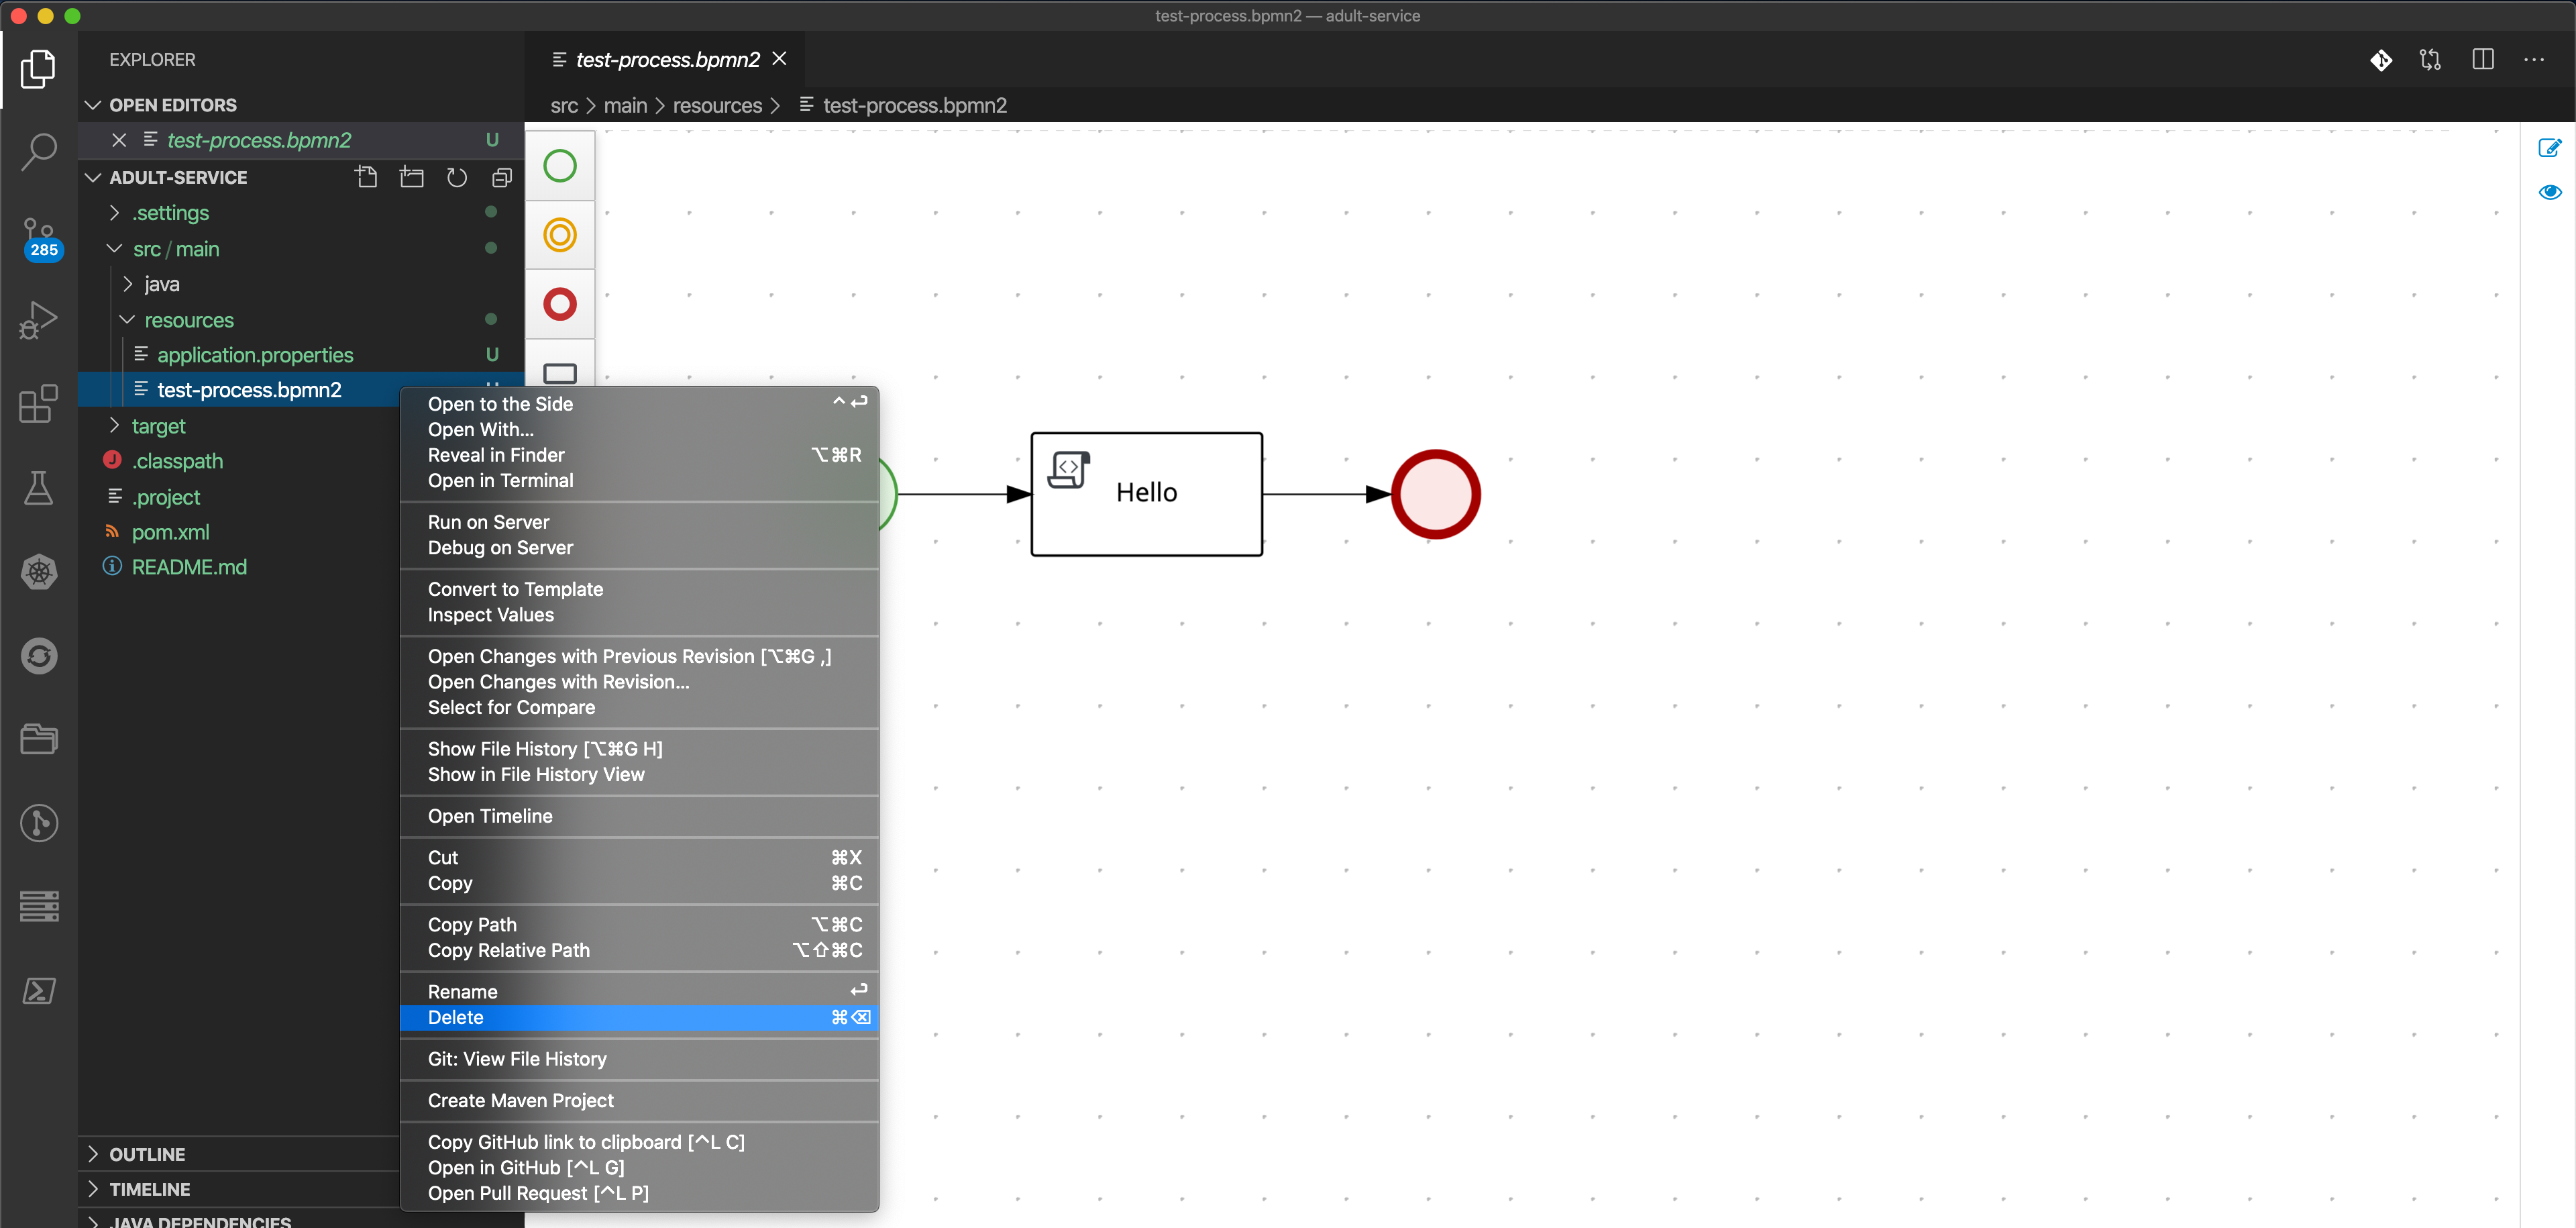 test-process.bpmn2 — adult-service
EXPLORER
test-process.bpmn2
OPEN EDITORS
src > main > resources > test-process.bpmn2
test-process.bpmn2 U
ADULT-SERVICE
.settings
285
src / main
java
resources
application.properties U
test-process.bpmn2
target
.classpath
.project
pom.xml
README.md
OUTLINE
TIMELINE
JAVA DEPENDENCIES
Open to the Side ^⏎
Open With...
Reveal in Finder ⌥⌘R
Open in Terminal
Run on Server
Debug on Server
Convert to Template
Inspect Values
Open Changes with Previous Revision [⌥⌘G ,]
Open Changes with Revision...
Select for Compare
Show File History [⌥⌘G H]
Show in File History View
Open Timeline
Cut ⌘X
Copy ⌘C
Copy Path ⌥⌘C
Copy Relative Path ⌥⇧⌘C
Rename ⏎
Delete ⌘⌫
Git: View File History
Create Maven Project
Copy GitHub link to clipboard [^L C]
Open in GitHub [^L G]
Open Pull Request [^L P]
Hello